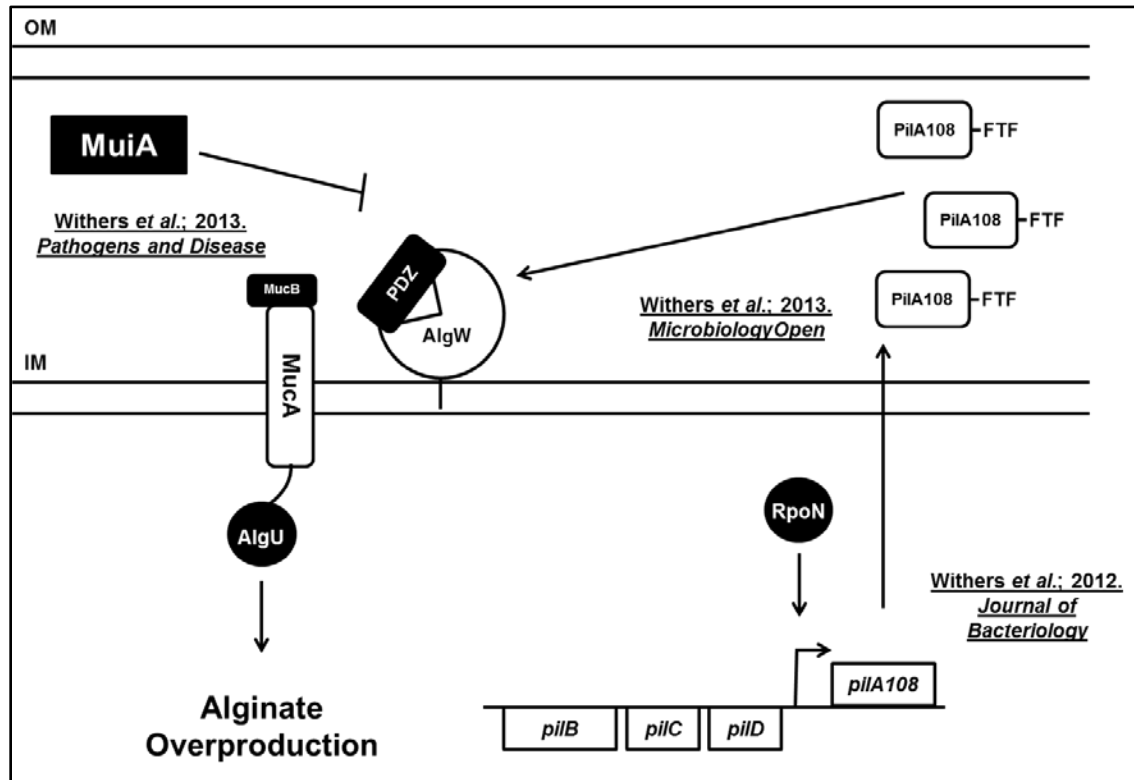 OM
MuiA
PilA108
FTF
Withers et al.; 2013.
Pathogens and Disease
PilA108
FTF
MucB
PDZ
AlgW
Withers et al.; 2013.
MicrobiologyOpen
PilA108
FTF
IM
MucA
AlgU
RpoN
Withers et al.; 2012.
Journal of
Bacteriology
Alginate
Overproduction
pilA108
pilB
pilC
pilD